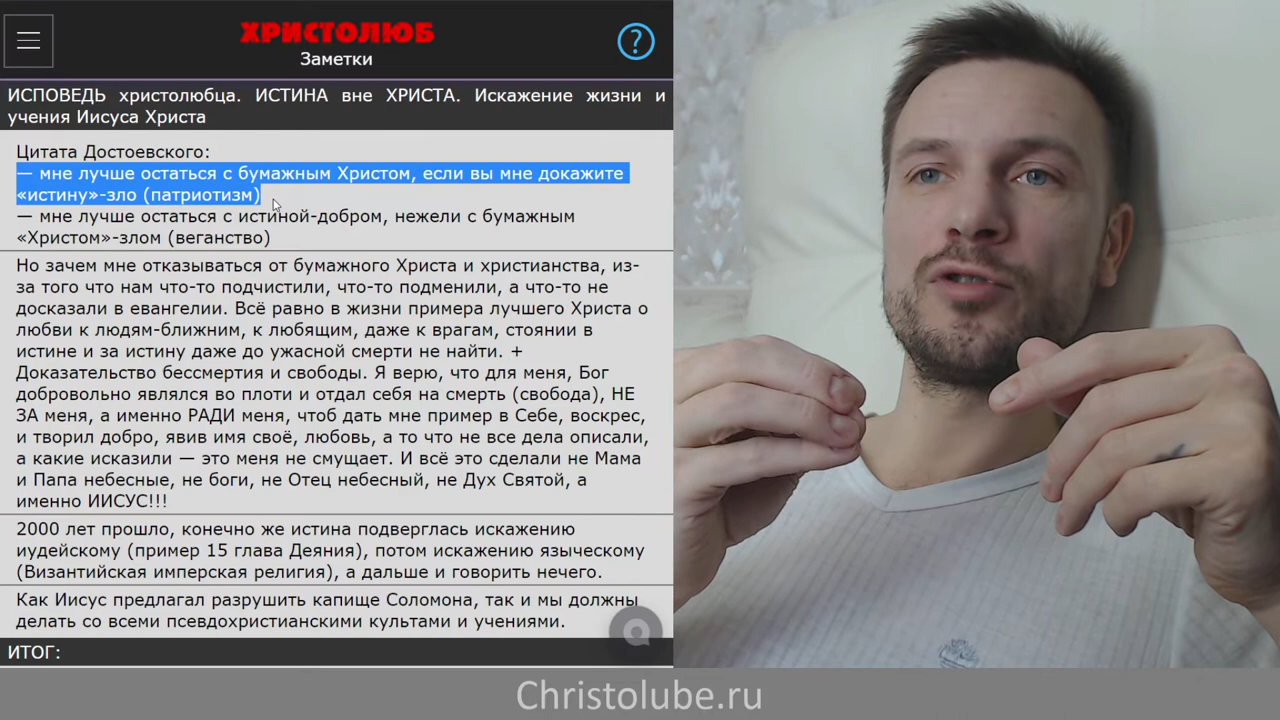 ХРИСТОЛЮБ
Заметки
ИСПОВЕДЬ христолюбца. ИСТИНА вне ХРИСТА. Искажение жизни и
учения Иисуса Христа
Цитата Достоевского:
— мне лучше остаться с бумажным Христом, если вы мне докажите
«истину»-зло (патриотизм)
— мне лучше остаться с истиной-добром, нежели с бумажным
«Христом»-злом (веганство)
Но зачем мне отказываться от бумажного Христа и христианства, из-
за того что нам что-то подчистили, что-то подменили, а что-то не
досказали в евангелии. Всё равно в жизни примера лучшего Христа о
любви к людям-ближним, к любящим, даже к врагам, стоянии в
истине и за истину даже до ужасной смерти не найти. +
Доказательство бессмертия и свободы. Я верю, что для меня, Бог
добровольно являлся во плоти и отдал себя на смерть (свобода), НЕ
ЗА меня, а именно РАДИ меня, чтоб дать мне пример в Себе, воскрес,
и творил добро, явив имя своё, любовь, а то что не все дела описали,
а какие исказили — это меня не смущает. И всё это сделали не Мама
и Папа небесные, не боги, не Отец небесный, не Дух Святой, а
именно ИИСУС!!!
2000 лет прошло, конечно же истина подверглась искажению
иудейскому (пример 15 глава Деяния), потом искажению языческому
(Византийская имперская религия), а дальше и говорить нечего.
Как Иисус предлагал разрушить капище Соломона, так и мы должны
делать со всеми псевдохристианскими культами и учениями.
ИТОГ:
Christolube.ru